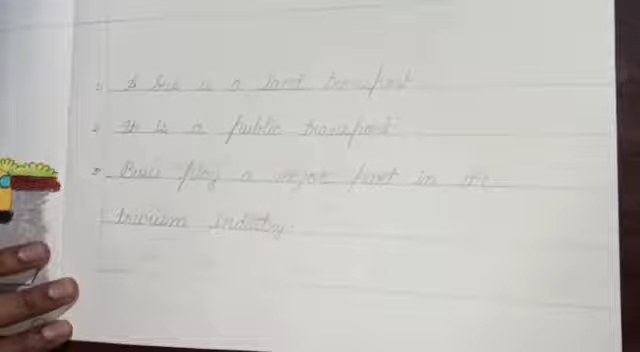 1) A bus is a land transport
2) It is a public transport
3) Buses play a major part in the
tourism industry.